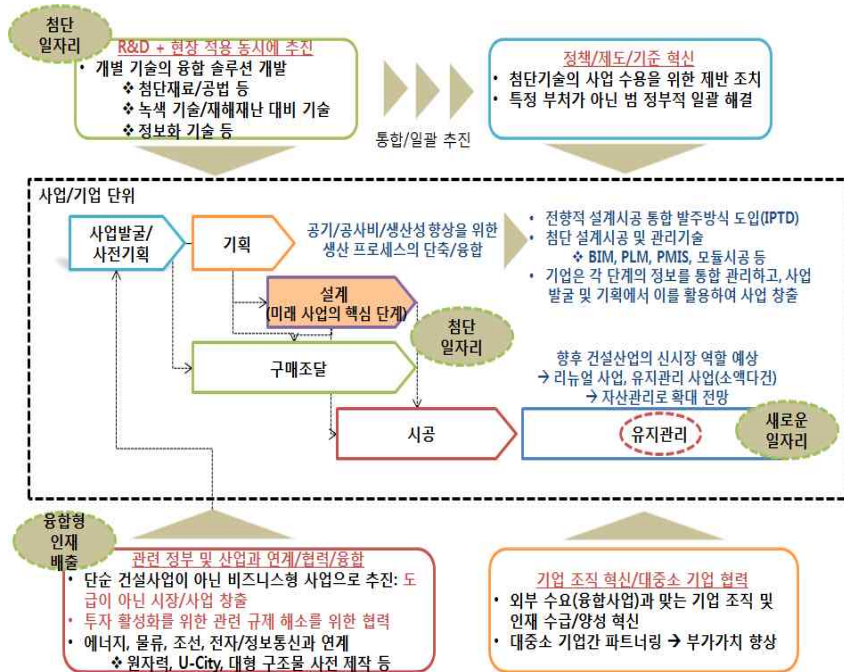 첨단
일자리
R&D + 현장 적용 동시에 추진
• 개별 기술의 융합 솔루션 개발
❖ 첨단재료/공법 등
❖ 녹색 기술/재해재난 대비 기술
❖ 정보화 기술 등
통합/일괄 추진
정책/제도/기준 혁신
• 첨단기술의 사업 수용을 위한 제반 조치
• 특정 부처가 아닌 범 정부적 일괄 해결
사업/기업 단위
사업발굴/
사전기획
기획
공기/공사비/생산성 향상을 위한
생산 프로세스의 단축/융합
• 전향적 설계시공 통합 발주방식 도입(IPTD)
• 첨단 설계시공 및 관리기술
❖ BIM, PLM, PMIS, 모듈시공 등
• 기업은 각 단계의 정보를 통합 관리하고, 사업
발굴 및 기획에서 이를 활용하여 사업 창출
설계
(미래 사업의 핵심 단계)
첨단
일자리
구매조달
향후 건설산업의 신시장 역할 예상
→ 리뉴얼 사업, 유지관리 사업(소액다건)
→ 자산관리로 확대 전망
시공
유지관리
새로운
일자리
융합형
인재
배출
관련 정부 및 산업과 연계/협력/융합
• 단순 건설사업이 아닌 비즈니스형 사업으로 추진: 도
급이 아닌 시장/사업 창출
• 투자 활성화를 위한 관련 규제 해소를 위한 협력
• 에너지, 물류, 조선, 전자/정보통신과 연계
❖ 원자력, U-City, 대형 구조물 사전 제작 등
기업 조직 혁신/대중소 기업 협력
• 외부 수요(융합사업)과 맞는 기업 조직 및
인재 수급/양성 혁신
• 대중소 기업간 파트너링 → 부가가치 향상